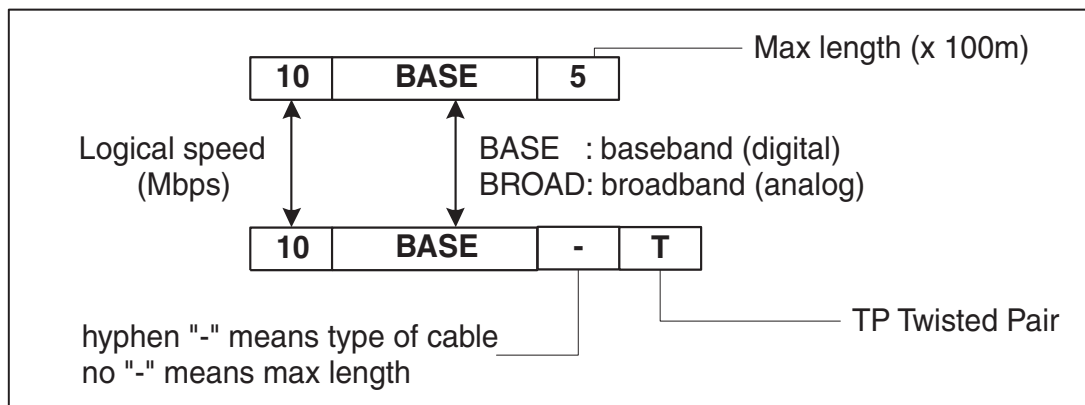 Max length (x 100m)
10 BASE 5
Logical speed
(Mbps)
BASE : baseband (digital)
BROAD: broadband (analog)
10 BASE - T
hyphen "-" means type of cable
no "-" means max length
TP Twisted Pair